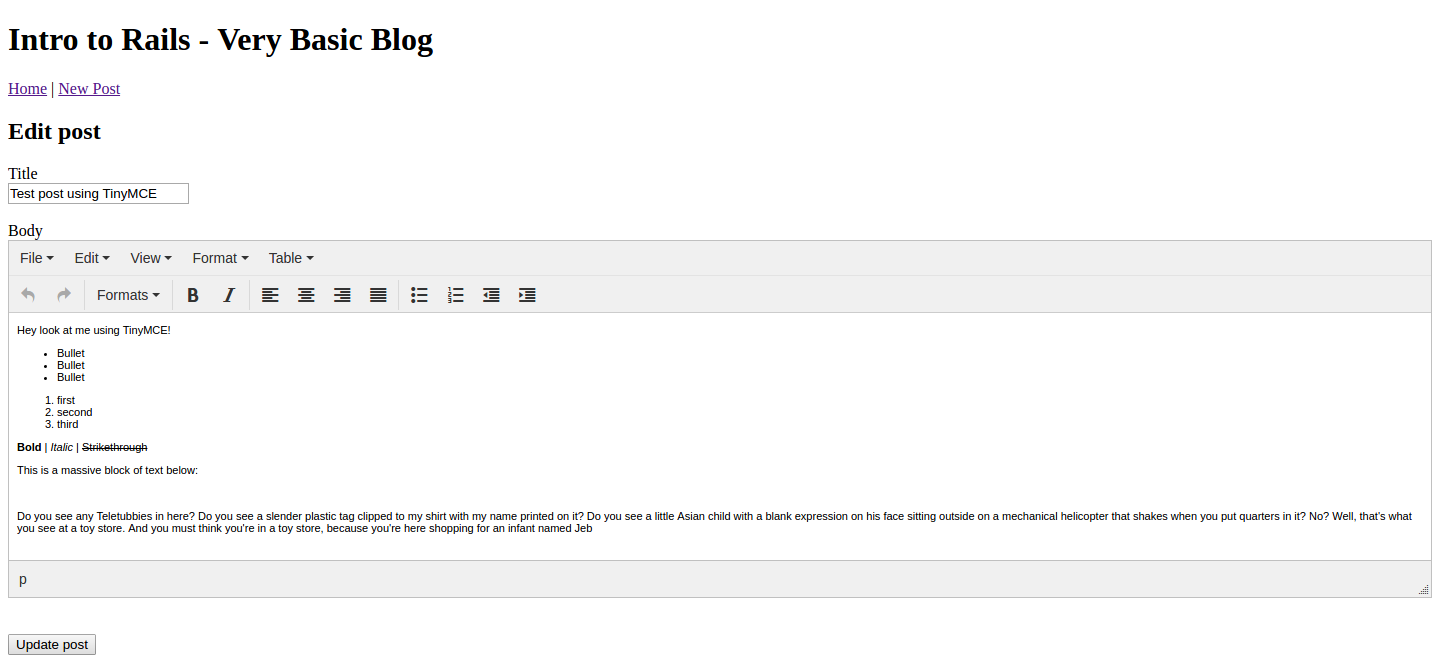 Intro to Rails - Very Basic Blog
Home | New Post
Edit post
Title
Test post using TinyMCE
Body
File Edit View Format Table
Formats B I
Hey look at me using TinyMCE!
• Bullet
• Bullet
• Bullet
1. first
2. second
3. third
Bold | Italic | Strikethrough
This is a massive block of text below:
Do you see any Teletubbies in here? Do you see a slender plastic tag clipped to my shirt with my name printed on it? Do you see a little Asian child with a blank expression on his face sitting outside on a mechanical helicopter that shakes when you put quarters in it? No? Well, that's what
you see at a toy store. And you must think you're in a toy store, because you're here shopping for an infant named Jeb
p
Update post